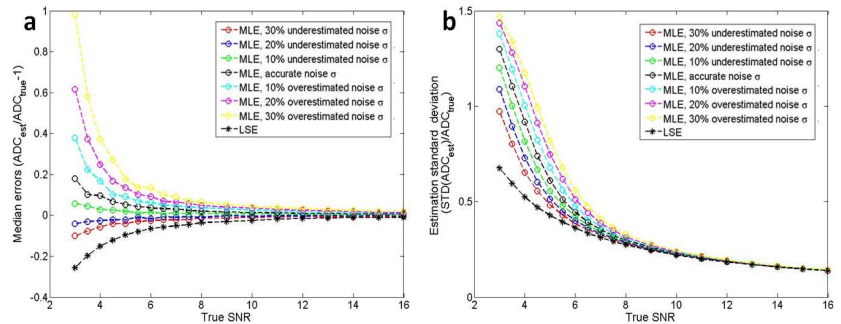 a
1
0.8
0.6
0.4
0.2
0
-0.2
-0.4
2
4
6
8
10
12
14
16
True SNR
Median errors (ADCest/ADCtrue-1)
MLE, 30% underestimated noise σ
MLE, 20% underestimated noise σ
MLE, 10% underestimated noise σ
MLE, accurate noise σ
MLE, 10% overestimated noise σ
MLE, 20% overestimated noise σ
MLE, 30% overestimated noise σ
LSE
b
1.5
1
0.5
0
2
4
6
8
10
12
14
16
True SNR
Estimation standard deviation
(STD(ADCest)/ADCtrue)
MLE, 30% underestimated noise σ
MLE, 20% underestimated noise σ
MLE, 10% underestimated noise σ
MLE, accurate noise σ
MLE, 10% overestimated noise σ
MLE, 20% overestimated noise σ
MLE, 30% overestimated noise σ
LSE